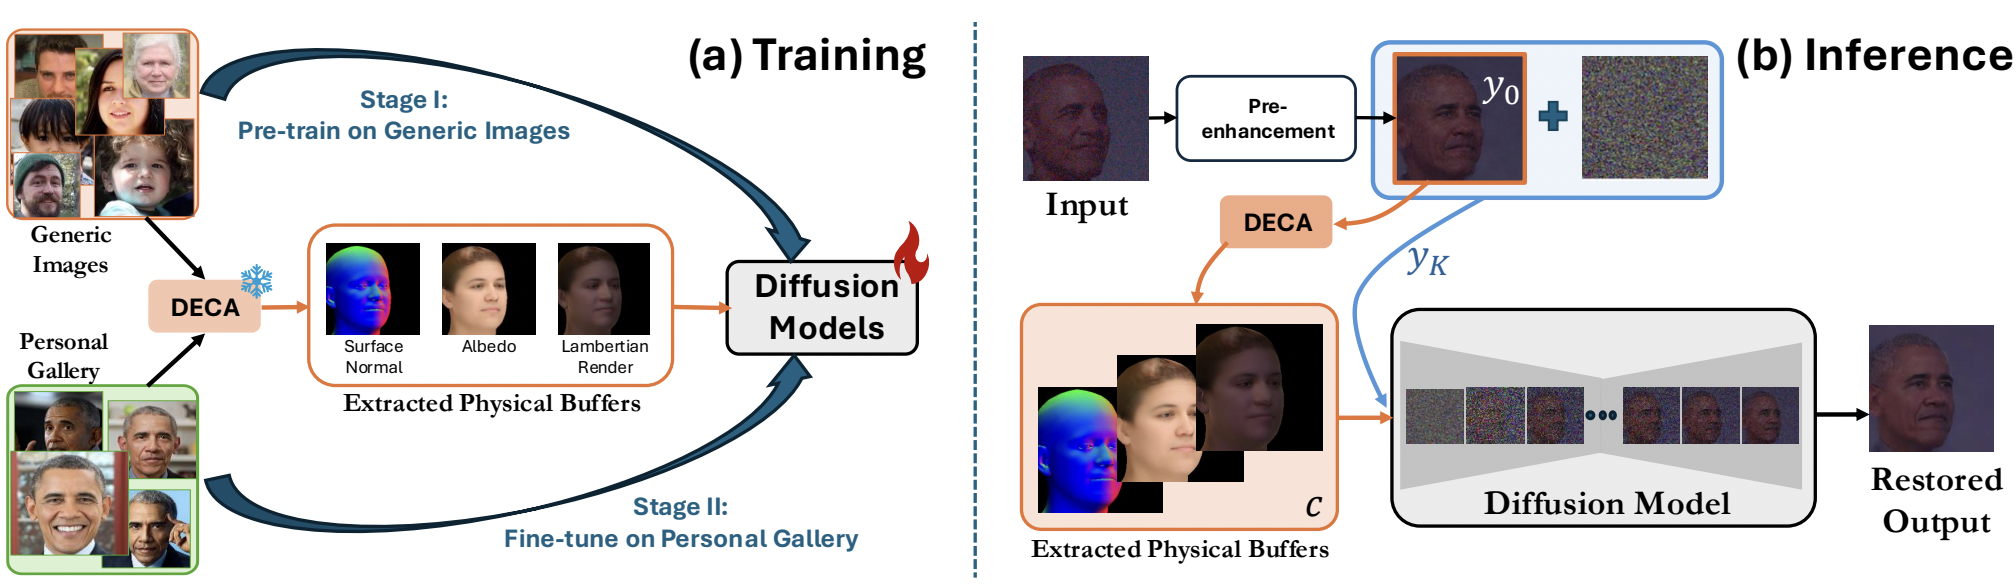 (a) Training
Stage I:
Pre-train on Generic Images
Generic
Images
DECA
Personal
Gallery
Surface
Normal
Albedo
Lambertian
Render
Extracted Physical Buffers
Diffusion
Models
Stage II:
Fine-tune on Personal Gallery
(b) Inference
Input
Pre-
enhancement
y₀
DECA
y_K
c
Extracted Physical Buffers
Diffusion Model
Restored
Output